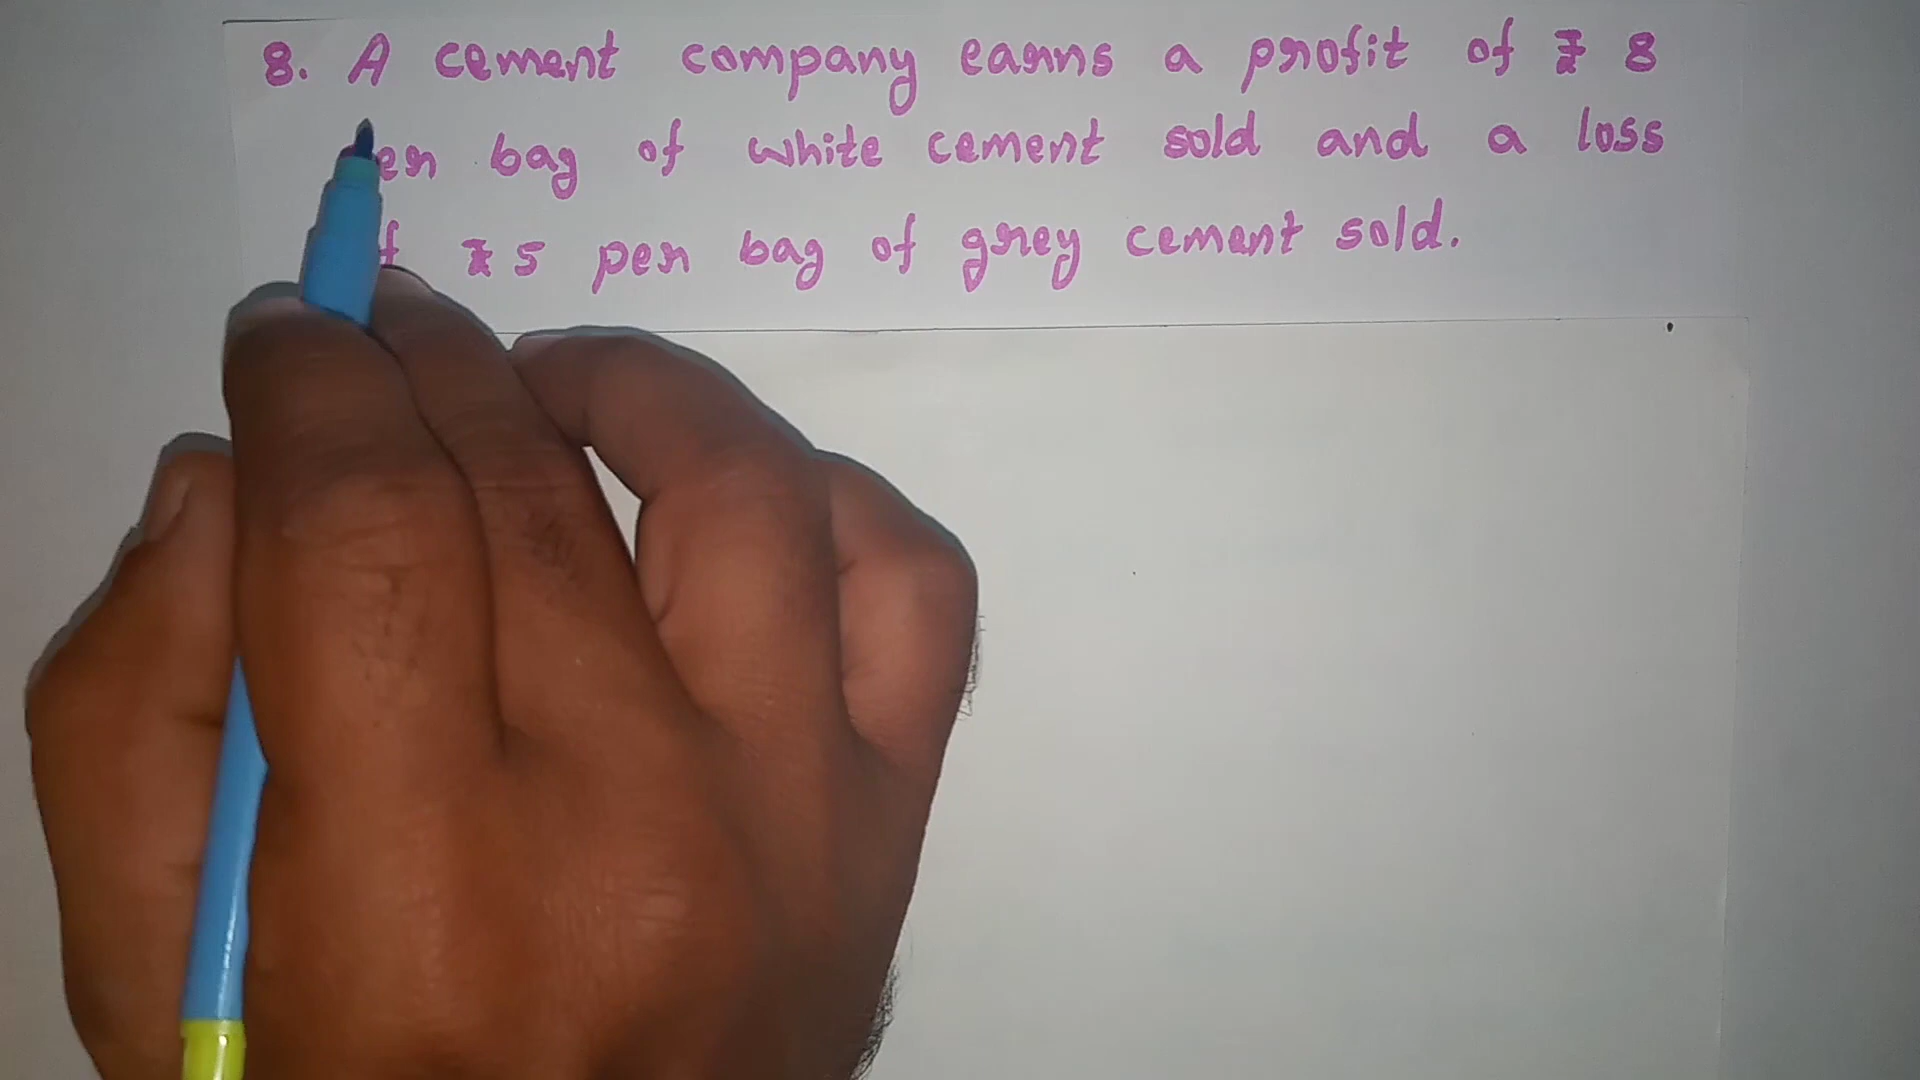 8. A cement company earns a profit of ₹ 8
bag of white cement sold and a loss
₹ 5 per bag of grey cement sold.